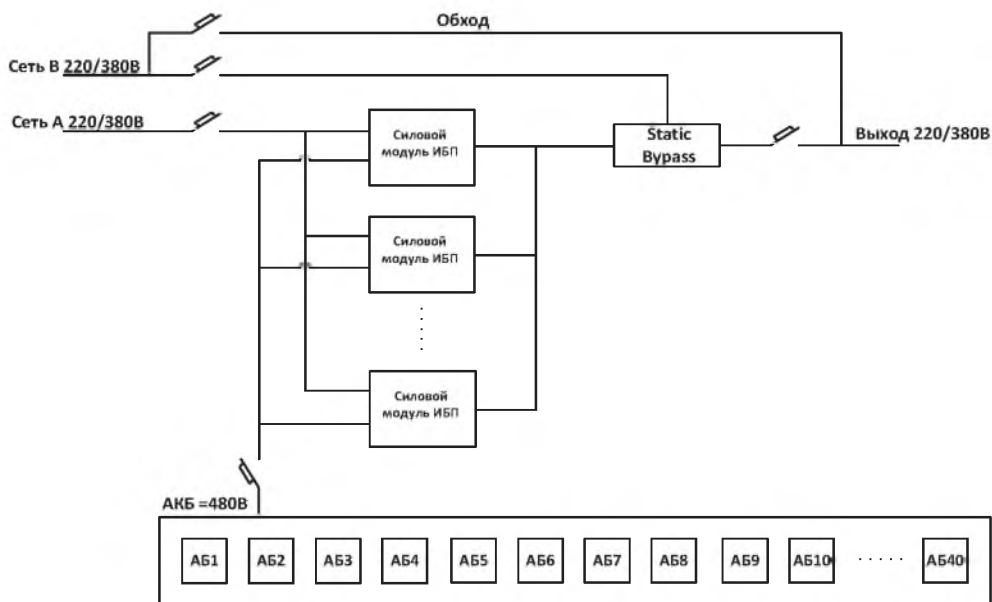 Обход
Сеть В 220/380В
Сеть А 220/380В
Силовой
модуль ИБП
Static
Bypass
Выход 220/380В
Силовой
модуль ИБП
Силовой
модуль ИБП
АКБ =480В
АБ1 АБ2 АБ3 АБ4 АБ5 АБ6 АБ7 АБ8 АБ9 АБ10 ..... АБ40